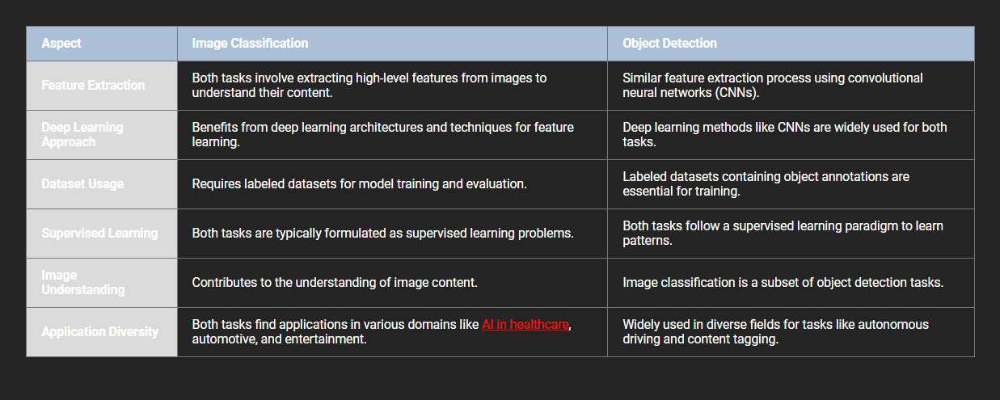 Aspect
Image Classification
Object Detection
Feature Extraction
Both tasks involve extracting high-level features from images to
understand their content.
Similar feature extraction process using convolutional
neural networks (CNNs).
Deep Learning
Approach
Benefits from deep learning architectures and techniques for feature
learning.
Deep learning methods like CNNs are widely used for both
tasks.
Dataset Usage
Requires labeled datasets for model training and evaluation.
Labeled datasets containing object annotations are
essential for training.
Supervised Learning
Both tasks are typically formulated as supervised learning problems.
Both tasks follow a supervised learning paradigm to learn
patterns.
Image
Understanding
Contributes to the understanding of image content.
Image classification is a subset of object detection tasks.
Application Diversity
Both tasks find applications in various domains like AI in healthcare,
automotive, and entertainment.
Widely used in diverse fields for tasks like autonomous
driving and content tagging.